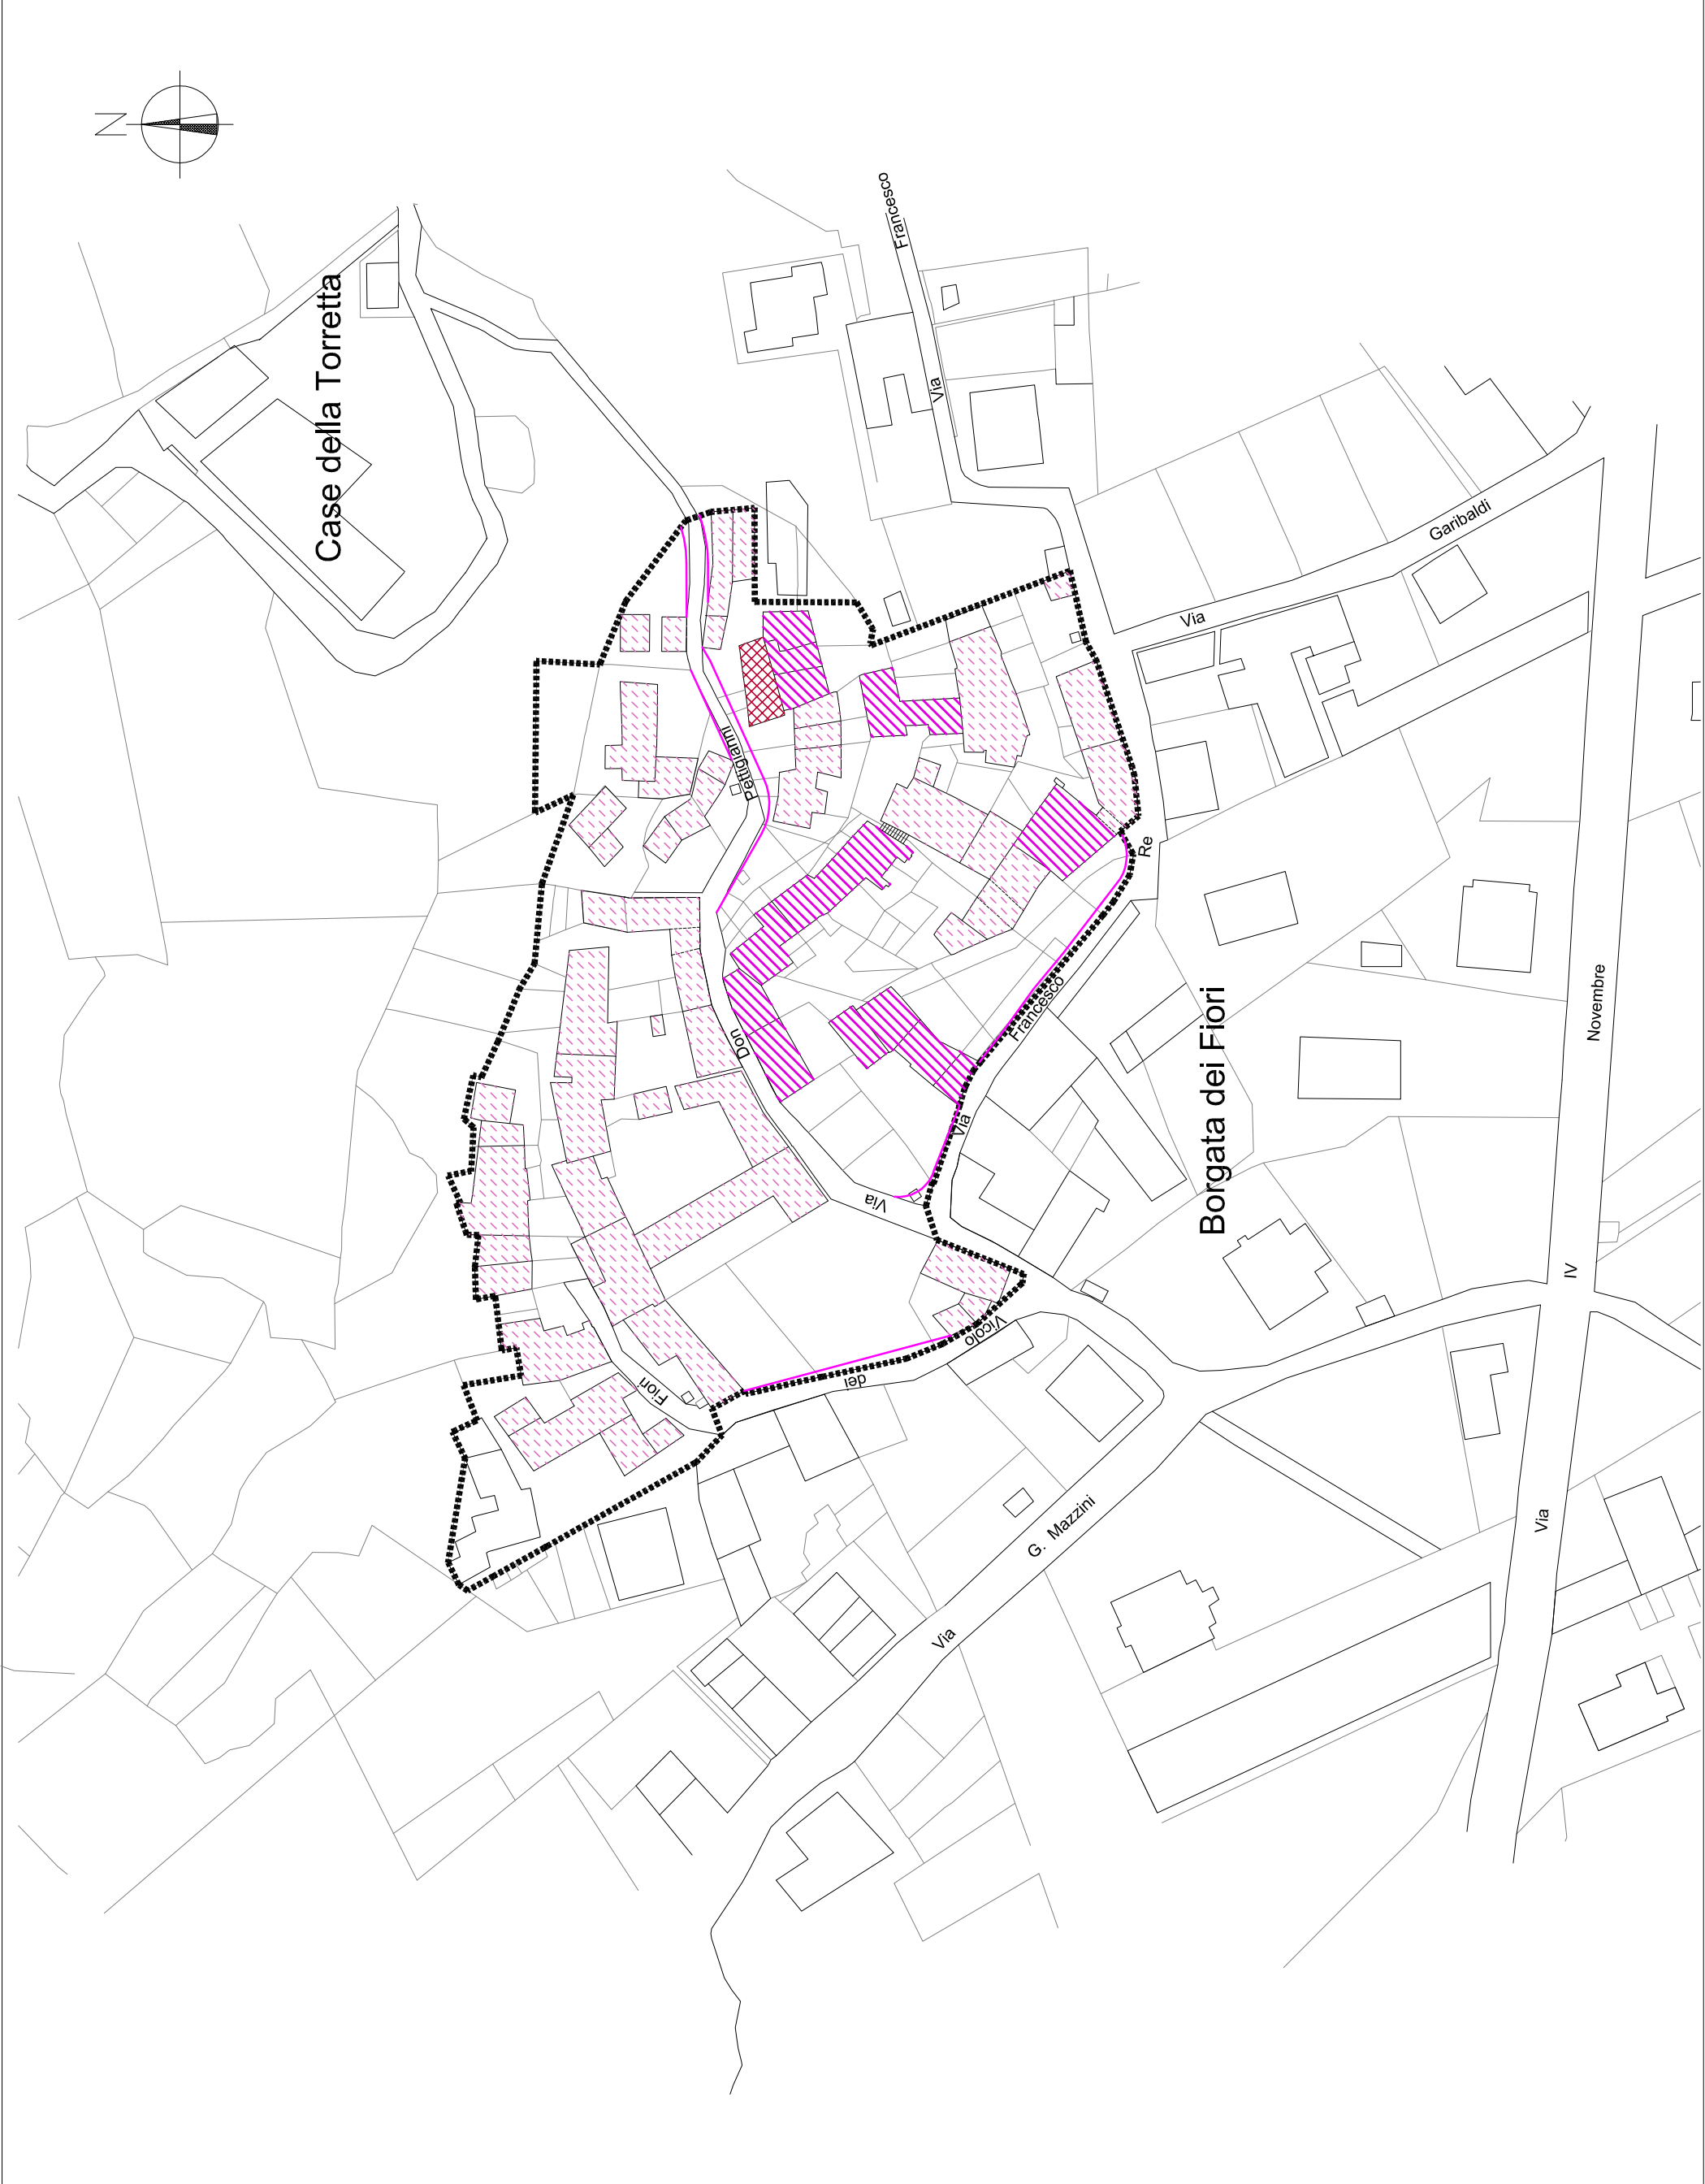 N
Case della Torretta
Francesco
Via
Garibaldi
Via
Pettigianni
Re
Don
Francesco
Via
Via
Borgata dei Fiori
Novembre
IV
Via
Vicolo
dei
Fiori
G. Mazzini
Via